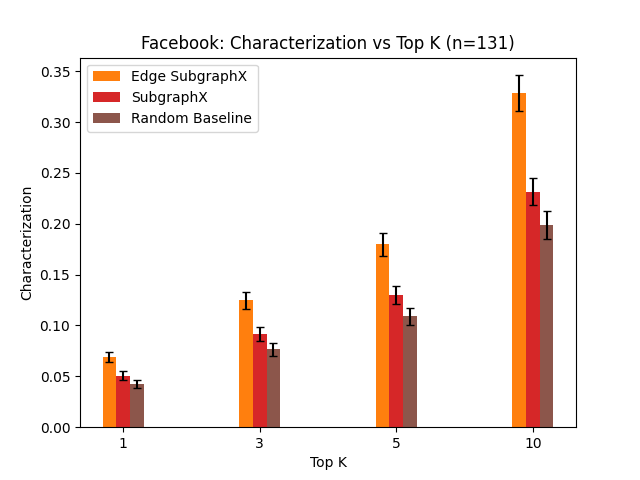 Facebook: Characterization vs Top K (n=131)
Edge SubgraphX
SubgraphX
Random Baseline
Characterization
0.35
0.30
0.25
0.20
0.15
0.10
0.05
0.00
1 3 5 10
Top K